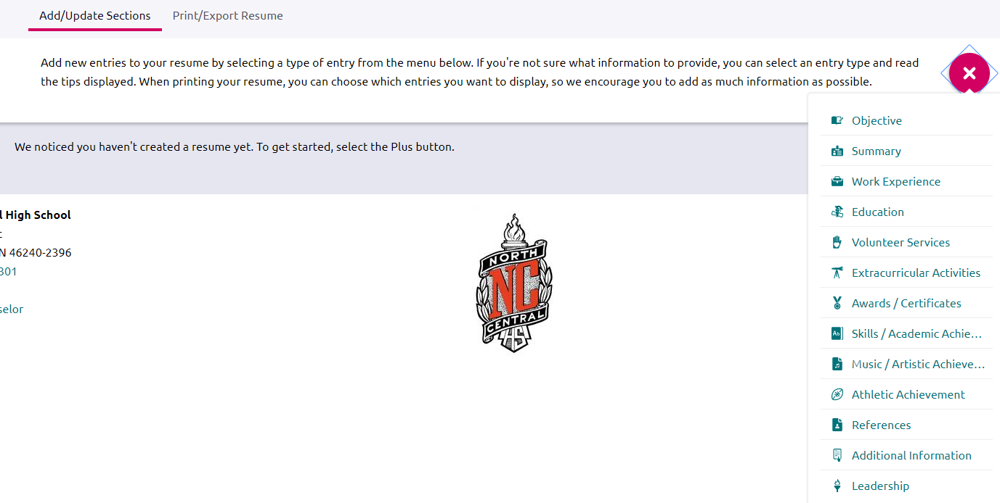 Add/Update Sections
Print/Export Resume
Add new entries to your resume by selecting a type of entry from the menu below. If you're not sure what information to provide, you can select an entry type and read
the tips displayed. When printing your resume, you can choose which entries you want to display, so we encourage you to add as much information as possible.
We noticed you haven't created a resume yet. To get started, select the Plus button.
High School
46240-2396
301
NORTH
NC
CENTRAL
HS
Objective
Summary
Work Experience
Education
Volunteer Services
Extracurricular Activities
Awards / Certificates
Ab
Skills / Academic Achie...
Music / Artistic Achieve...
Athletic Achievement
References
Additional Information
Leadership